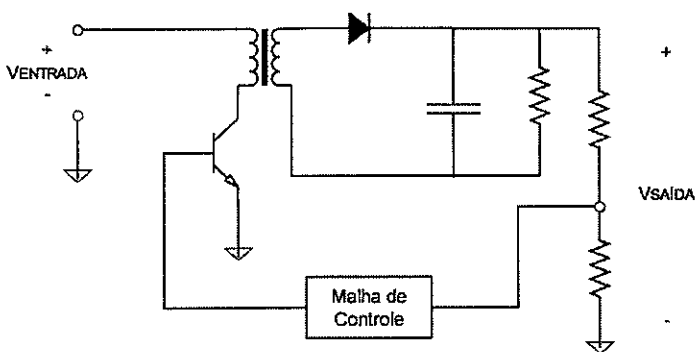 +
VENTRADA
-
+
VSAÍDA
-
Malha de
Controle